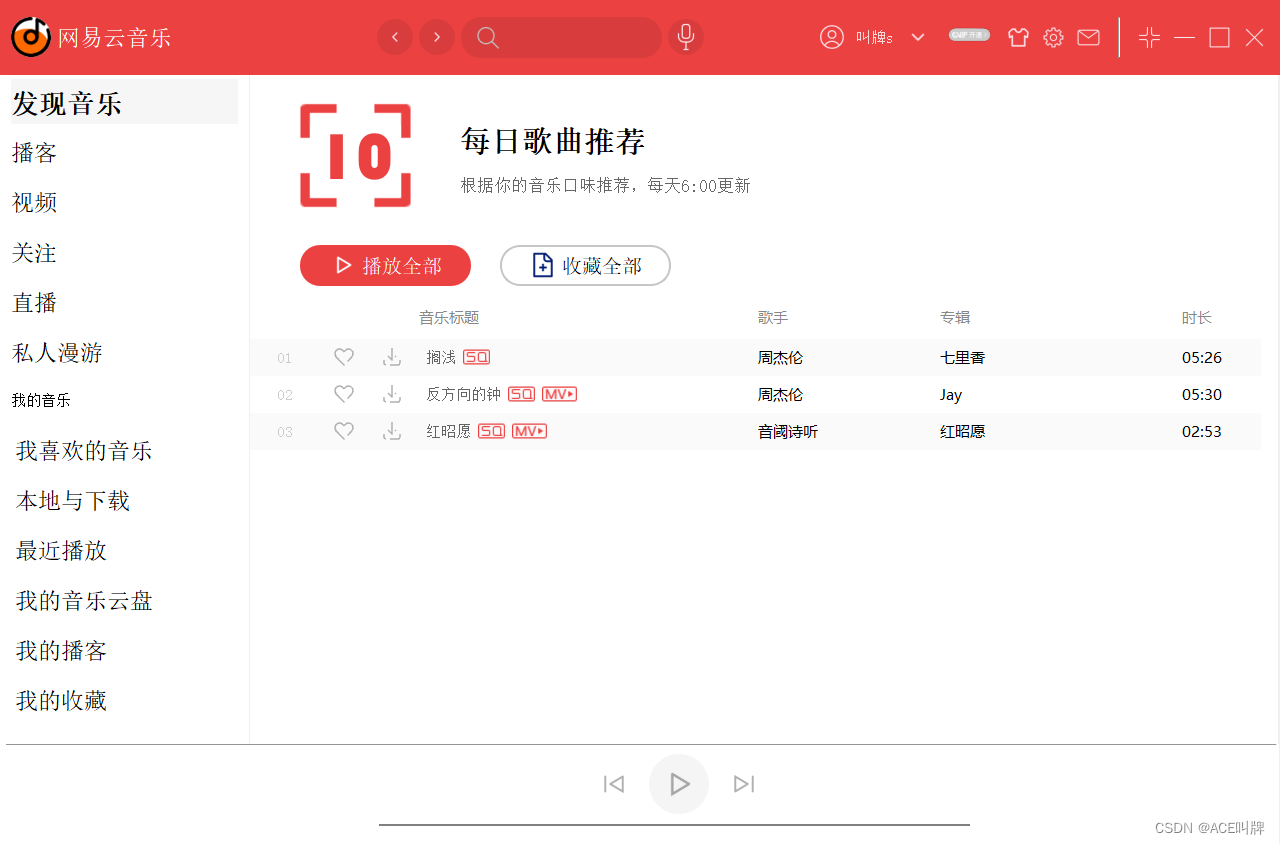 网易云音乐
叫牌s
发现音乐
播客
视频
关注
直播
私人漫游
我的音乐
我喜欢的音乐
本地与下载
最近播放
我的音乐云盘
我的播客
我的收藏
10
每日歌曲推荐
根据你的音乐口味推荐，每天6:00更新
播放全部 收藏全部
音乐标题 歌手 专辑 时长
01 搁浅 SQ 周杰伦 七里香 05:26
02 反方向的钟 SQ MV 周杰伦 Jay 05:30
03 红昭愿 SQ MV 音阈诗听 红昭愿 02:53
CSDN @ACE叫牌